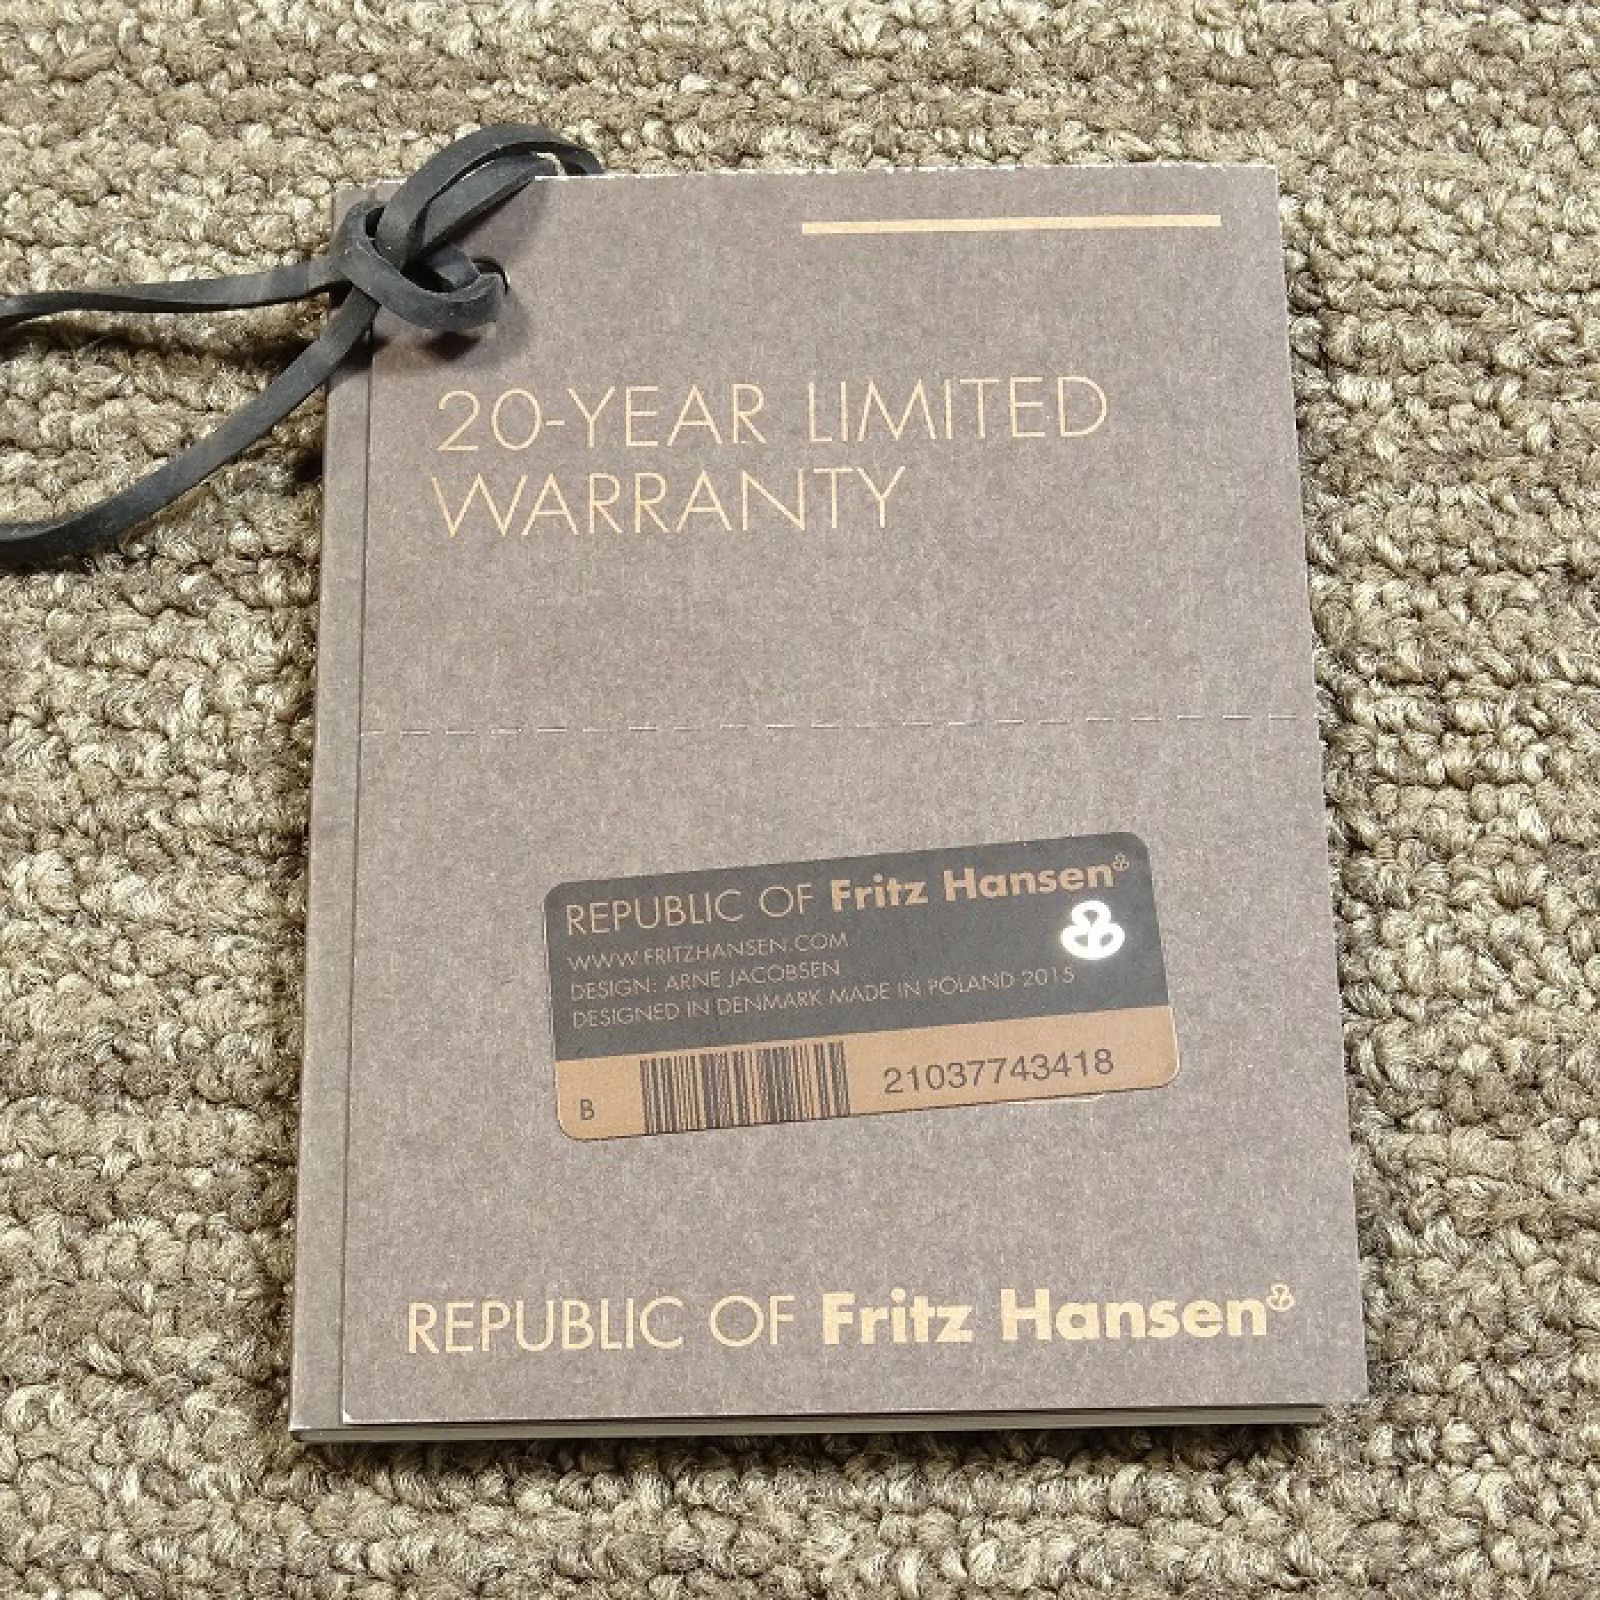 20-YEAR LIMITED
WARRANTY
REPUBLIC OF Fritz Hansen
WWW.FRITZHANSEN.COM
DESIGN: ARNE JACOBSEN
DESIGNED IN DENMARK MADE IN POLAND 2015
B 21037743418
REPUBLIC OF Fritz Hansen